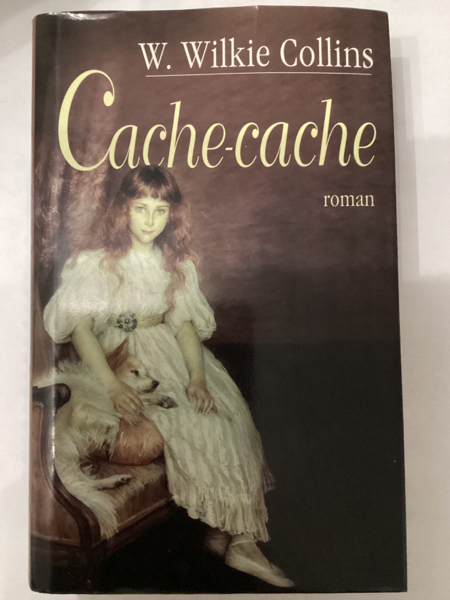 W. Wilkie Collins
Cache-cache
roman